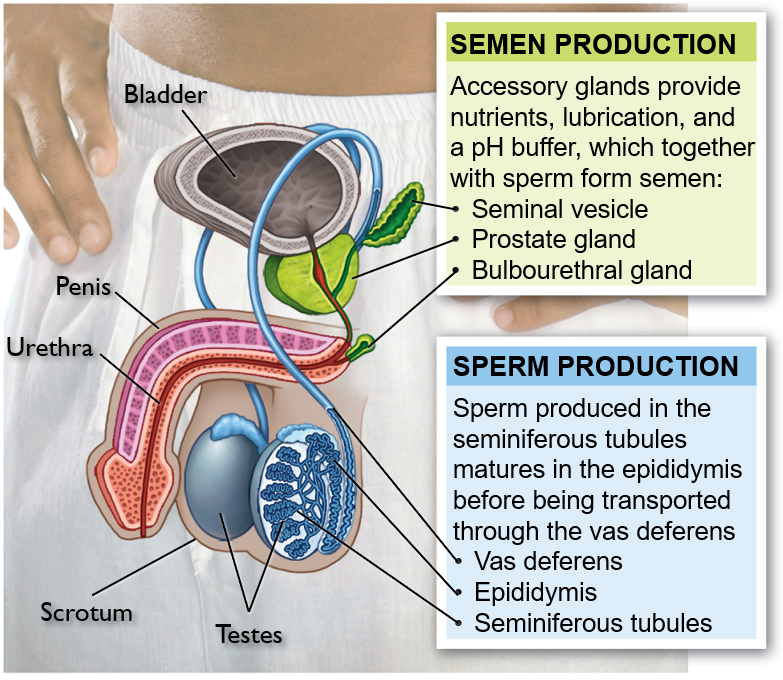 SEMEN PRODUCTION
Accessory glands provide
nutrients, lubrication, and
a pH buffer, which together
with sperm form semen:
• Seminal vesicle
• Prostate gland
• Bulbourethral gland
Bladder
Penis
Urethra
SPERM PRODUCTION
Sperm produced in the
seminiferous tubules
matures in the epididymis
before being transported
through the vas deferens
• Vas deferens
• Epididymis
• Seminiferous tubules
Scrotum
Testes